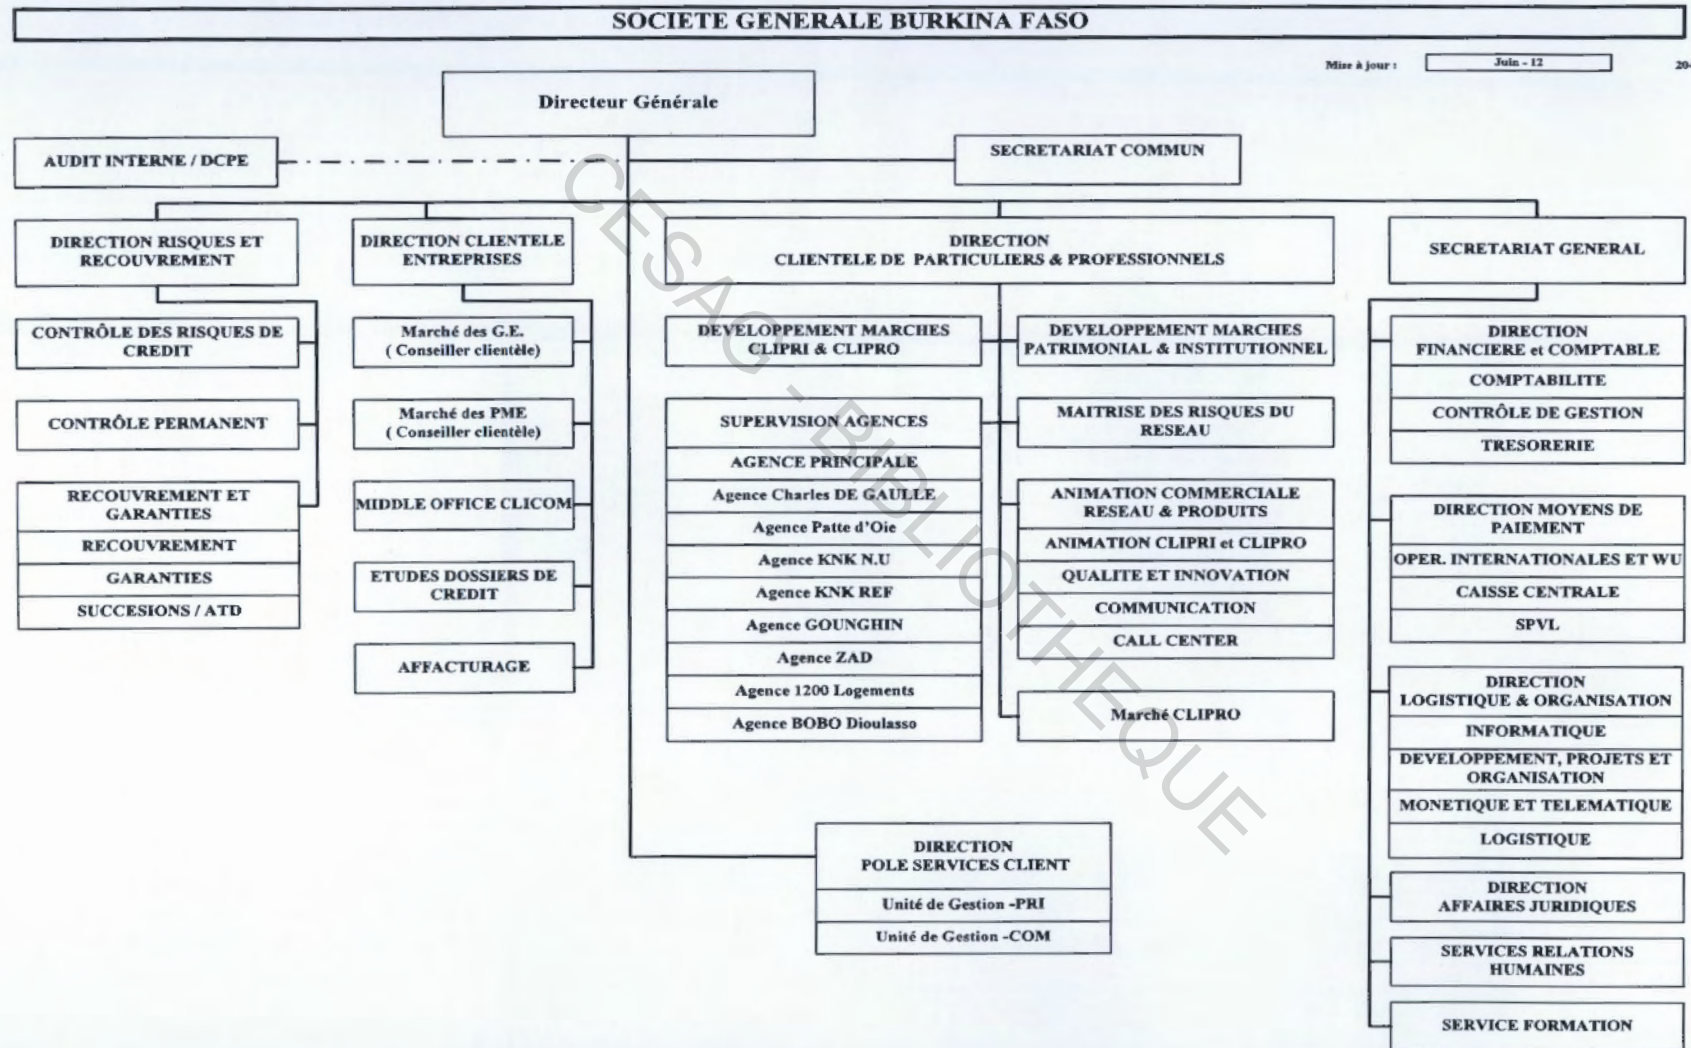 SOCIETE GENERALE BURKINA FASO
Mise à jour :
Juin - 12
20
Directeur Générale
AUDIT INTERNE / DCPE
SECRETARIAT COMMUN
DIRECTION RISQUES ET
RECOUVREMENT
CONTRÔLE DES RISQUES DE
CREDIT
CONTRÔLE PERMANENT
RECOUVREMENT ET
GARANTIES
RECOUVREMENT
GARANTIES
SUCCESIONS / ATD
DIRECTION CLIENTELE
ENTREPRISES
Marché des G.E.
( Conseiller clientèle)
Marché des PME
( Conseiller clientèle)
MIDDLE OFFICE CLICOM
ETUDES DOSSIERS DE
CREDIT
AFFACTURAGE
DIRECTION
CLIENTELE DE PARTICULIERS & PROFESSIONNELS
DEVELOPPEMENT MARCHES
CLIPRI & CLIPRO
SUPERVISION AGENCES
AGENCE PRINCIPALE
Agence Charles DE GAULLE
Agence Patte d'Oie
Agence KNK N.U
Agence KNK REF
Agence GOUNGHIN
Agence ZAD
Agence 1200 Logements
Agence BOBO Dioulasso
DEVELOPPEMENT MARCHES
PATRIMONIAL & INSTITUTIONNEL
MAITRISE DES RISQUES DU
RESEAU
ANIMATION COMMERCIALE
RESEAU & PRODUITS
ANIMATION CLIPRI et CLIPRO
QUALITE ET INNOVATION
COMMUNICATION
CALL CENTER
Marché CLIPRO
DIRECTION
POLE SERVICES CLIENT
Unité de Gestion -PRI
Unité de Gestion -COM
SECRETARIAT GENERAL
DIRECTION
FINANCIERE et COMPTABLE
COMPTABILITE
CONTRÔLE DE GESTION
TRESORERIE
DIRECTION MOYENS DE
PAIEMENT
OPER. INTERNATIONALES ET WU
CAISSE CENTRALE
SPVL
DIRECTION
LOGISTIQUE & ORGANISATION
INFORMATIQUE
DEVELOPPEMENT, PROJETS ET
ORGANISATION
MONETIQUE ET TELEMATIQUE
LOGISTIQUE
DIRECTION
AFFAIRES JURIDIQUES
SERVICES RELATIONS
HUMAINES
SERVICE FORMATION
CESAG - BIBLIOTHEQUE